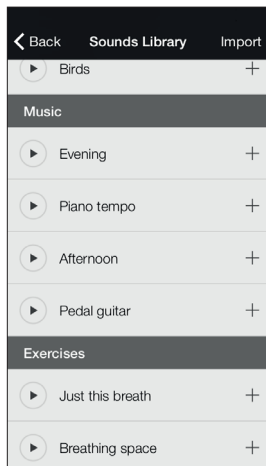 Back Sounds Library Import
Birds
Music
Evening
Piano tempo
Afternoon
Pedal guitar
Exercises
Just this breath
Breathing space